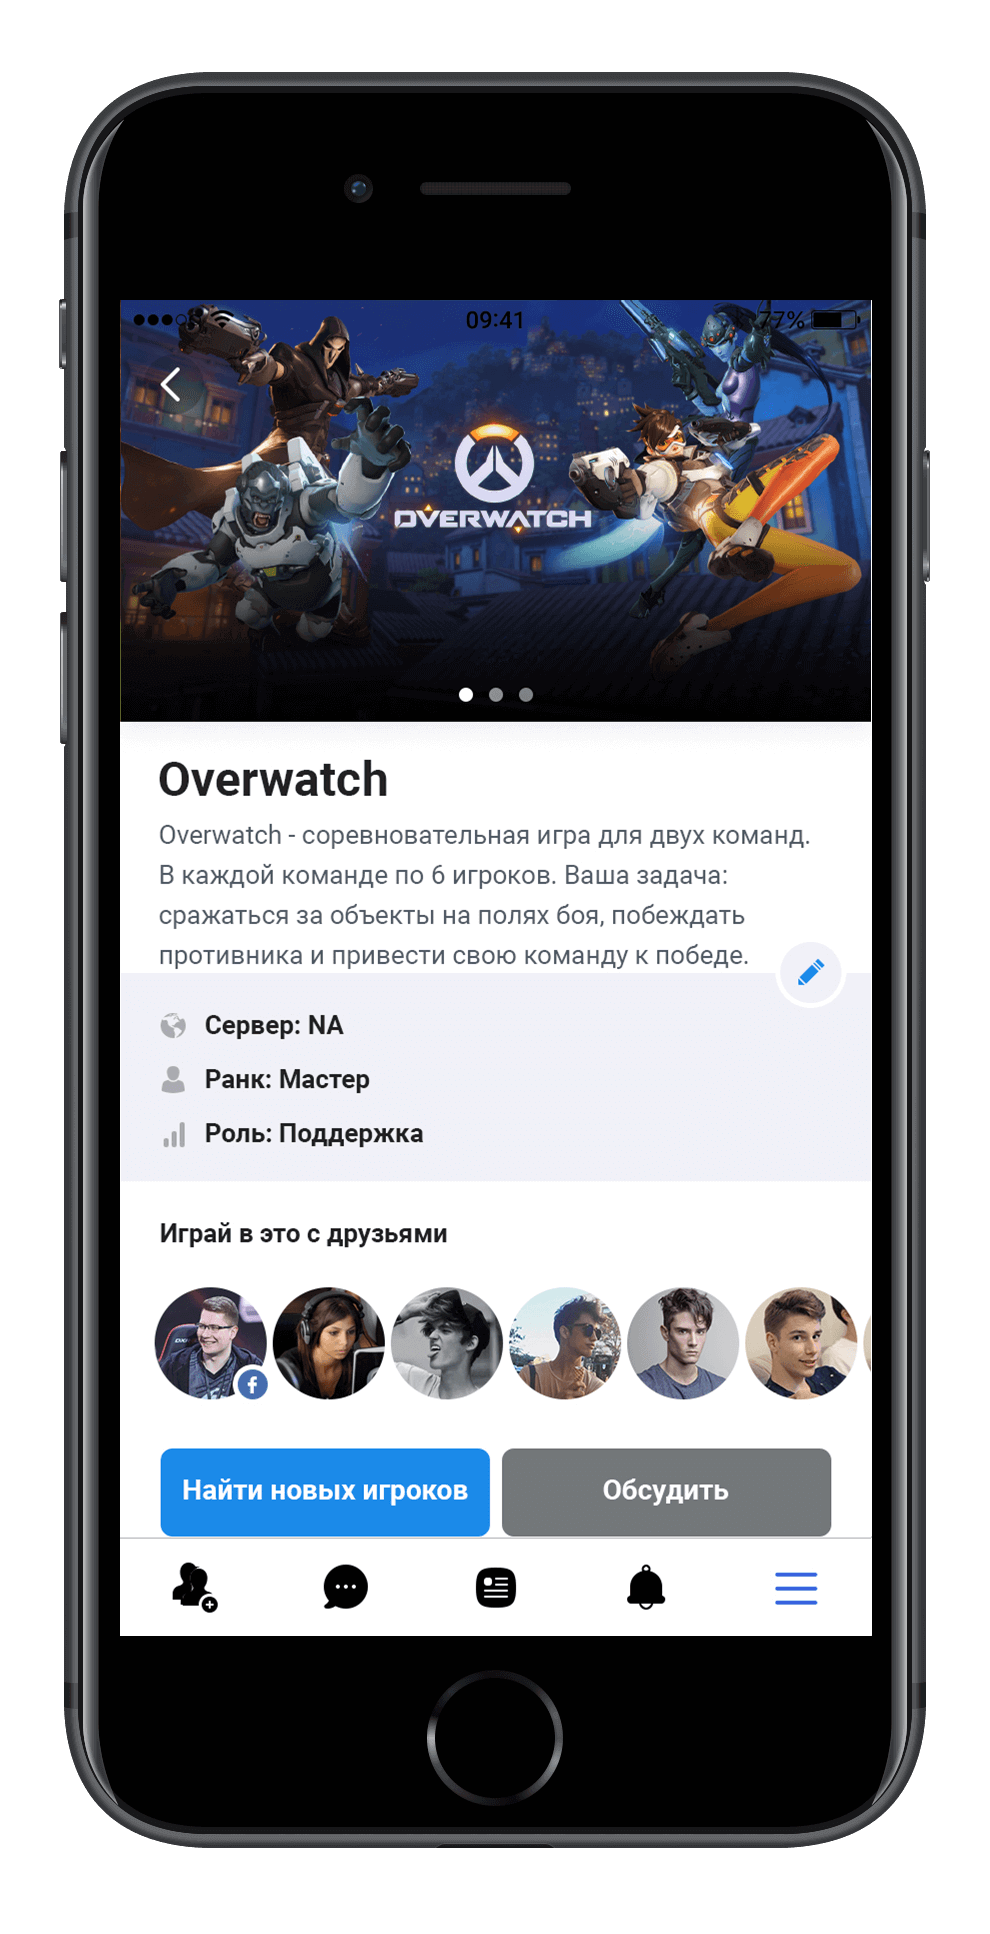 09:41
77%
OVERWATCH
Overwatch
Overwatch - соревновательная игра для двух команд.
В каждой команде по 6 игроков. Ваша задача:
сражаться за объекты на полях боя, побеждать
противника и привести свою команду к победе.
Сервер: NA
Ранк: Мастер
Роль: Поддержка
Играй в это с друзьями
f
Найти новых игроков
Обсудить